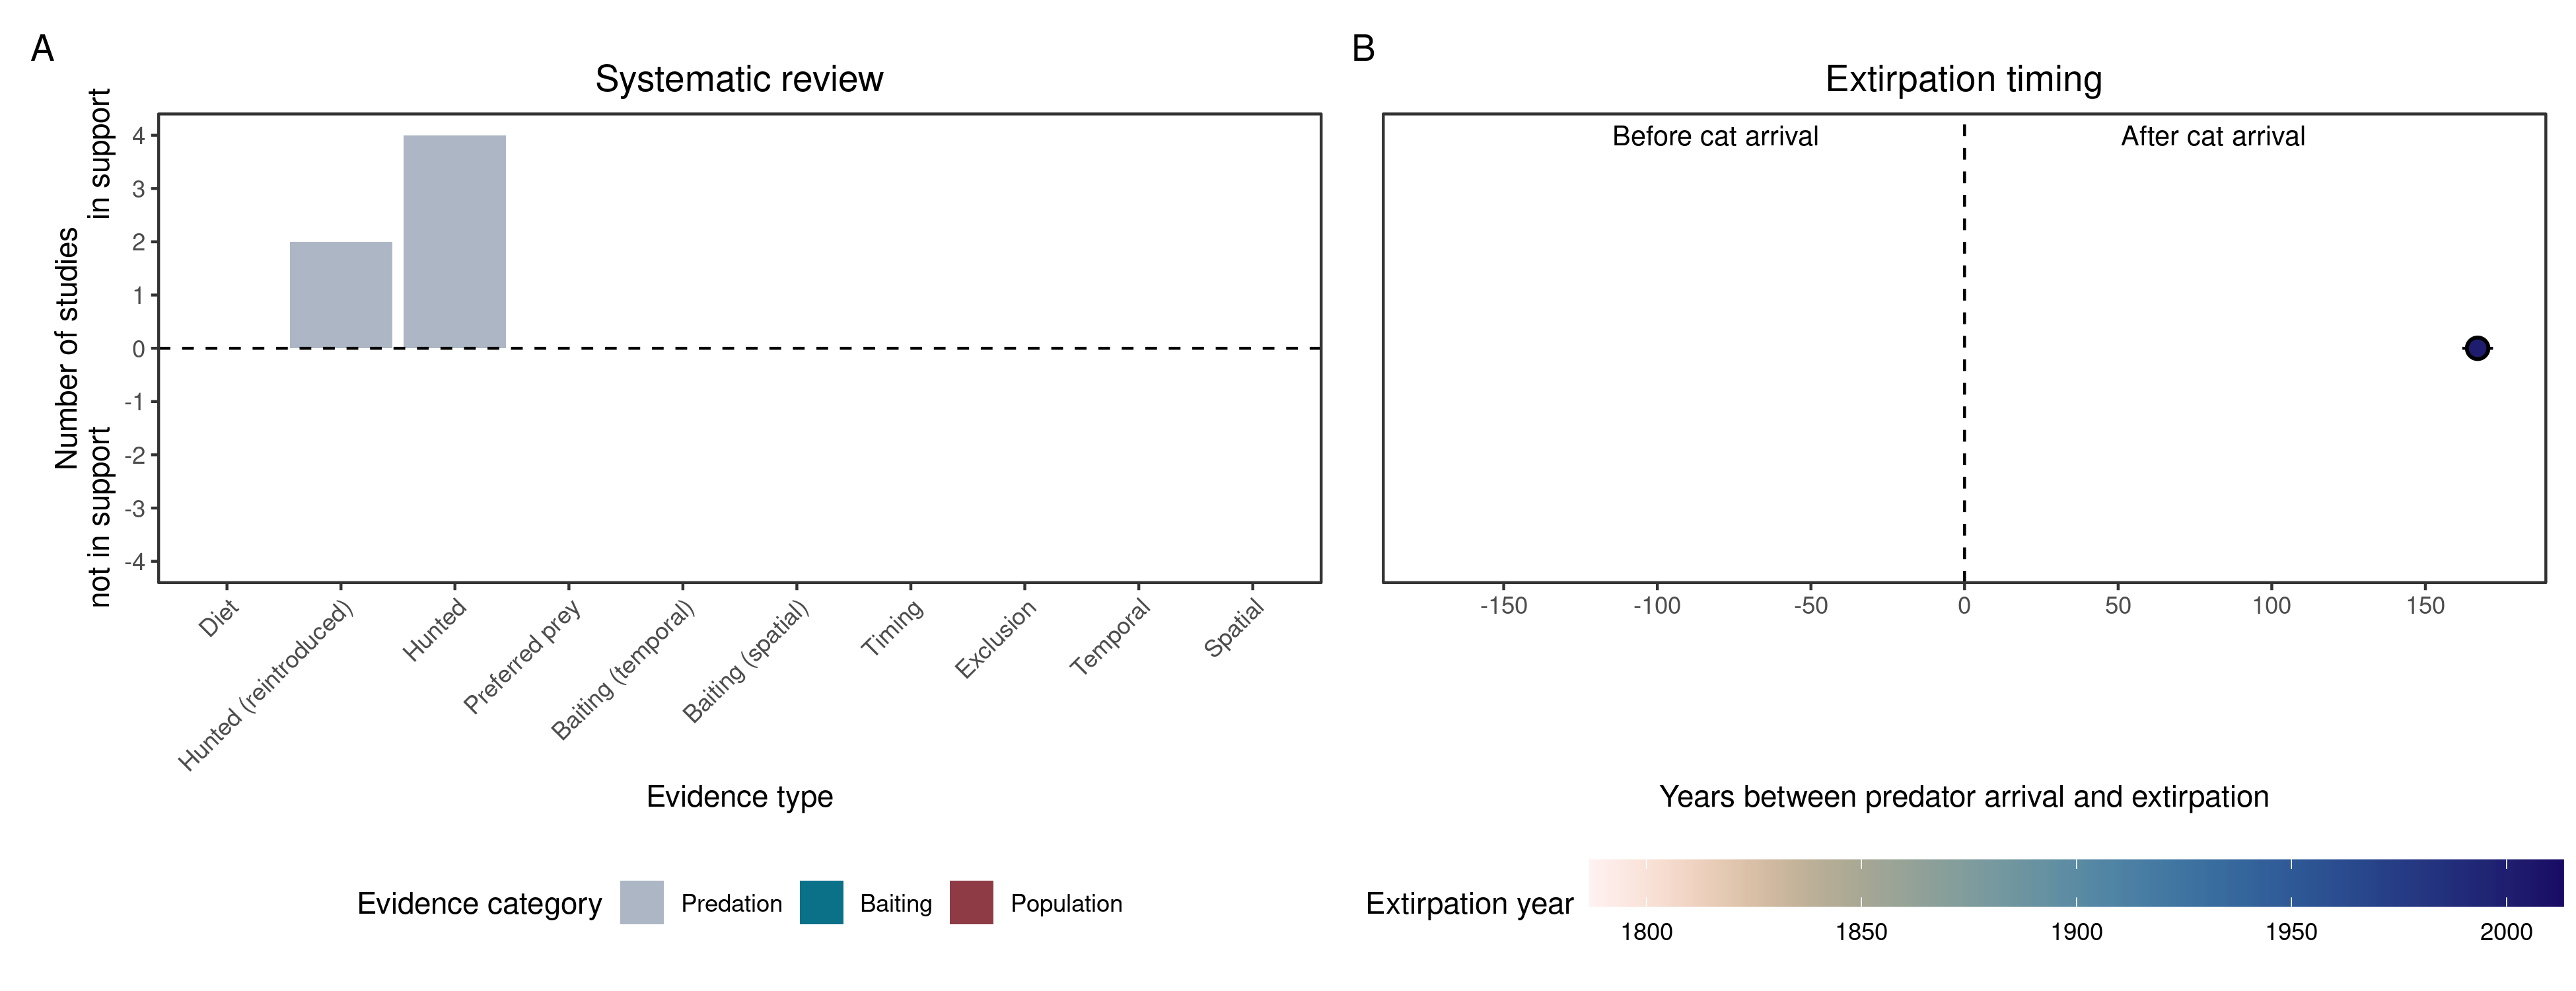 A
Systematic review
Number of studies
not in support
in support
4
3
2
1
0
-1
-2
-3
-4
Diet
Hunted (reintroduced)
Hunted
Preferred prey
Baiting (temporal)
Baiting (spatial)
Timing
Exclusion
Temporal
Spatial
Evidence type
Evidence category
Predation
Baiting
Population
B
Extirpation timing
Before cat arrival
After cat arrival
-150
-100
-50
0
50
100
150
Years between predator arrival and extirpation
Extirpation year
1800
1850
1900
1950
2000